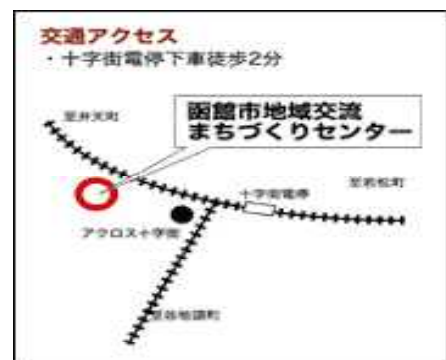 交通アクセス
・十字街電停下車徒歩2分
函館市地域交流
まちづくりセンター
至弁天町
十字街電停
至若松町
アクロス十字街
至谷地頭町